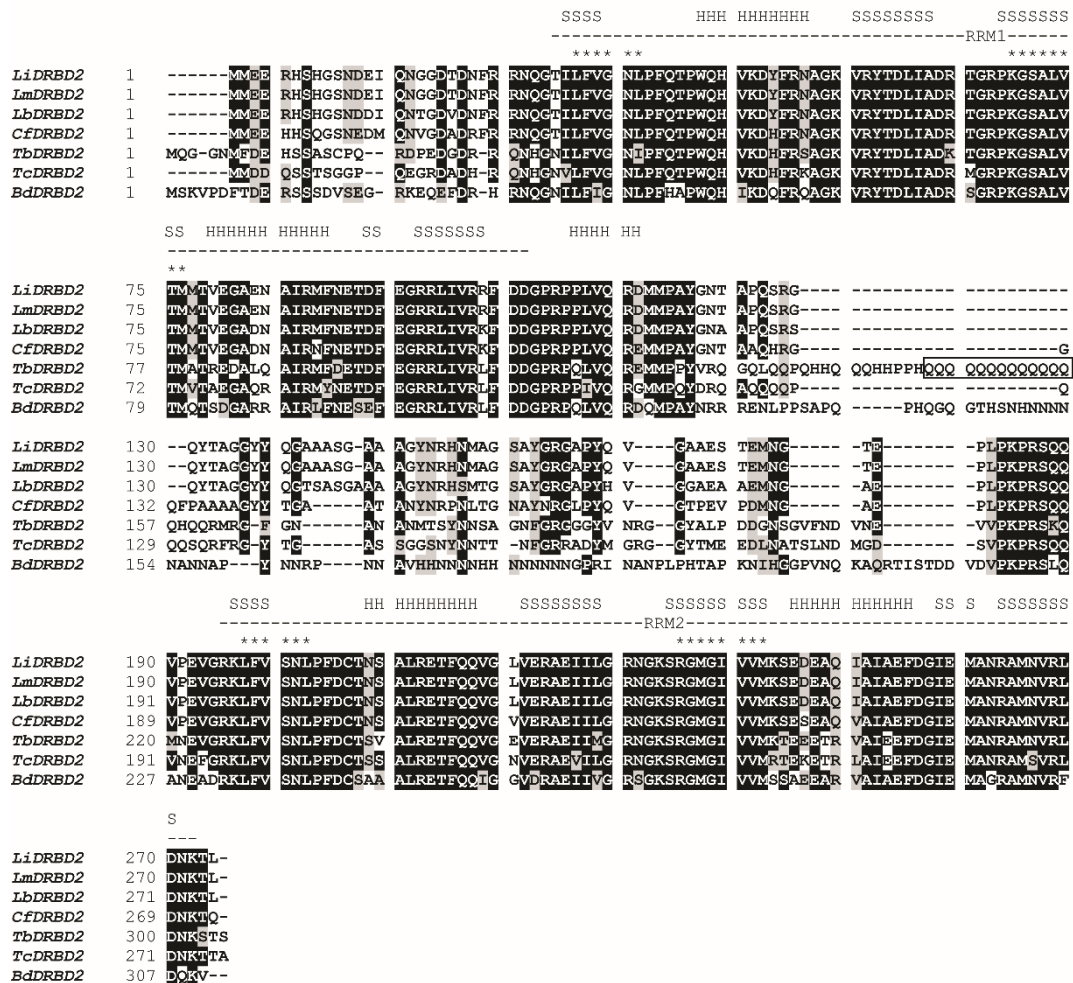 SSSS HHH HHHHHHH SSSSSSSS SSSSSSS
---------------------------RRM1-------
**** ** *****
LiDRBD2 1 ------MMEE RHSHGSNDEI QNGGDTDNFR RNQGTILFVG NLPFQTPWQH VKDYFRNAGK VRYTDLIADR TGRPKGSALV
LmDRBD2 1 ------MMEE RHSHGSNDEI QNGGDTDNFR RNQGTILFVG NLPFQTPWQH VKDYFRNAGK VRYTDLIADR TGRPKGSALV
LbDRBD2 1 ------MMEE RHSHGSNDEI QNTGDVDNFR RNQGTILFVG NLPFQTPWQH VKDYFRNAGK VRYTDLIADR TGRPKGSALV
CfDRBD2 1 ------MMEE HHSQGSNEDM QNVGDADRFR RNQGTILFVG NLPFQTPWQH VKDHFRNAGK VRYTDLIADR TGRPKGSALV
TbDRBD2 1 MQG-GNMFDE HSSASCPQ-- RDPEDGDR-R QNHGNILFVG NIPFQTPWQH VKDHFRSAGK VRYTDLIADK TGRPKGSALV
TcDRBD2 1 ------MMDD QSSTSGGP-- QEGRDADR-H RQNHGNVLFVG NLPFQTPWQH VKDHFRKAGK VRYTDLIADR MGRPKGSALV
BdDRBD2 1 MSKVPDFTDE RSSSDVSEG- RKEQEFDR-H RNQGNILFIG NLPFHAPWQH IKDQFRQAGK VRYTDLIADR SGRPKGSALV
SS HHHHHH HHHHH SS SSSSSSS HHHH HH
--------------------------------
**
LiDRBD2 75 TMMTVEGAEN AIRMFNETDF EGRRLIVRRF DDGPRPPLVQ RDMMPAYGNT APQSRG---- ---------- ----------
LmDRBD2 75 TMMTVEGAEN AIRMFNETDF EGRRLIVRRF DDGPRPPLVQ RDMMPAYGNT APQSRG---- ---------- ----------
LbDRBD2 75 TMMTVEGADN AIRMFNETDF EGRRLIVRKF DDGPRPPLVQ RDMMPAYGNA APQSRS---- ---------- ----------
CfDRBD2 75 TMMTVEGADN AIRNFNETDF EGRRLIVRKF DDGPRPPLVQ REMMPAYGNT AAQHRG---- ---------- ---------G
TbDRBD2 77 TMATREDALQ AIRMFDETDF EGRRLIVRLF DDGPRPQLVQ REMMPPYVRQ GQLQQPQHHQ QQHHPPHQQQ QQQQQQQQQQ
TcDRBD2 72 TMVTAEGAQR AIRMYNETDF EGRRLIVRLF DDGPRPPIVQ RGMMPQYDRQ AQQQQP---- ---------- ---------Q
BdDRBD2 79 TMQTSDGARR AIRLFNESEF EGRRLIVRLF DDGPRPQLVQ RDQMPAYNRR RENLPPSAPQ -----PHQGQ GTHSNHNNNN
LiDRBD2 130 --QYTAGGYY QGAAASG-AA AGYNRHNMAG SAYGRGAPYQ V----GAAES TEMNG----- ----TE---- ----PLPKPRSQQ
LmDRBD2 130 --QYTAGGYY QGAAASG-AA AGYNRHNMAG SAYGRGAPYQ V----GAAES TEMNG----- ----TE---- ----PLPKPRSQQ
LbDRBD2 130 --QYTAGGYY QGTSASGAAA AGYNRHSMTG SAYGRGAPYH V----GGAEA AEMNG----- ----AE---- ----PLPKPRSQQ
CfDRBD2 132 QFPAAAAGYY TGA-----AA ATANYNRPNLTG NAYNRGLPYQ V----GTPEV PDMNG----- ----AE---- ----PLPKPRSQQ
TbDRBD2 157 QHQQRMRG-F GN-----AN ANMTSYNNSA GNFGRGGGYV NRG--GYALP DDGNSGVFND VNE------- VVPKPRSKQ
TcDRBD2 129 QQSQRFRG-Y TG-----AS SGGSNYNNTT- NFGRRADYM GRG--GYTME EDLNATSLND MGD------- SVPKPRSQQ
BdDRBD2 154 NANNAP---Y NNRP---NN AVHHNNNNHH NNNNNNGPRI NANPLPHTAP KNIHGGPVNQ KAQRTISTDD VDVPKPRSLQ
SSSS HH HHHHHHHH SSSSSSSS SSSSSS SSS HHHHHH HHHHHH SS S SSSSSSS
---------------------------RRM2---------------------------
*** *** ***** ***
LiDRBD2 190 VPEVGRKLFV SNLPFDCTNS ALRETFQQVG LVERAEIILG RNGKSRGMGI VVMKSEDEAQ IAIAEFDGIE MANRAMNVRL
LmDRBD2 190 VPEVGRKLFV SNLPFDCTNS ALRETFQQVG LVERAEIILG RNGKSRGMGI VVMKSEDEAQ IAIAEFDGIE MANRAMNVRL
LbDRBD2 191 VPEVGRKLFV SNLPFDCTNS ALRETFQQVG LVERAEIILG RNGKSRGMGI VVMKSEDEAQ IAIAEFDGIE MANRAMNVRL
CfDRBD2 189 VPEVGRKLFV SNLPFDCTNS ALRETFQQVG VVERAEIILG RNGKSRGMGI VVMKSESEAQ VAIAEFDGIE MANRAMNVRL
TbDRBD2 220 MNEVGRKLFV SNLPFDCTSV ALRETFQQVG EVERAEIIMG RNGKSRGMGI VVMKTEEETR VAIEEFDGIE MANRAMNVRL
TcDRBD2 191 VNEFGRKLFV SNLPFDCTSS ALRETFQQVG NVERAEVILG RNGKSRGMGI VVMRTEKETR LAIEEFDGIE MANRAMSVRL
BdDRBD2 227 ANEADRKLFV SNLPFDCSAA ALRETFQQIG GVDRAEIIVG RSGKSRGMGI VVMSSAEEAR VAIAEFDGIE MAGRAMNVRF
S
---
LiDRBD2 270 DNKTL-
LmDRBD2 270 DNKTL-
LbDRBD2 271 DNKTL-
CfDRBD2 269 DNKTQ-
TbDRBD2 300 DNKSTS
TcDRBD2 271 DNKTTA
BdDRBD2 307 DQKV--